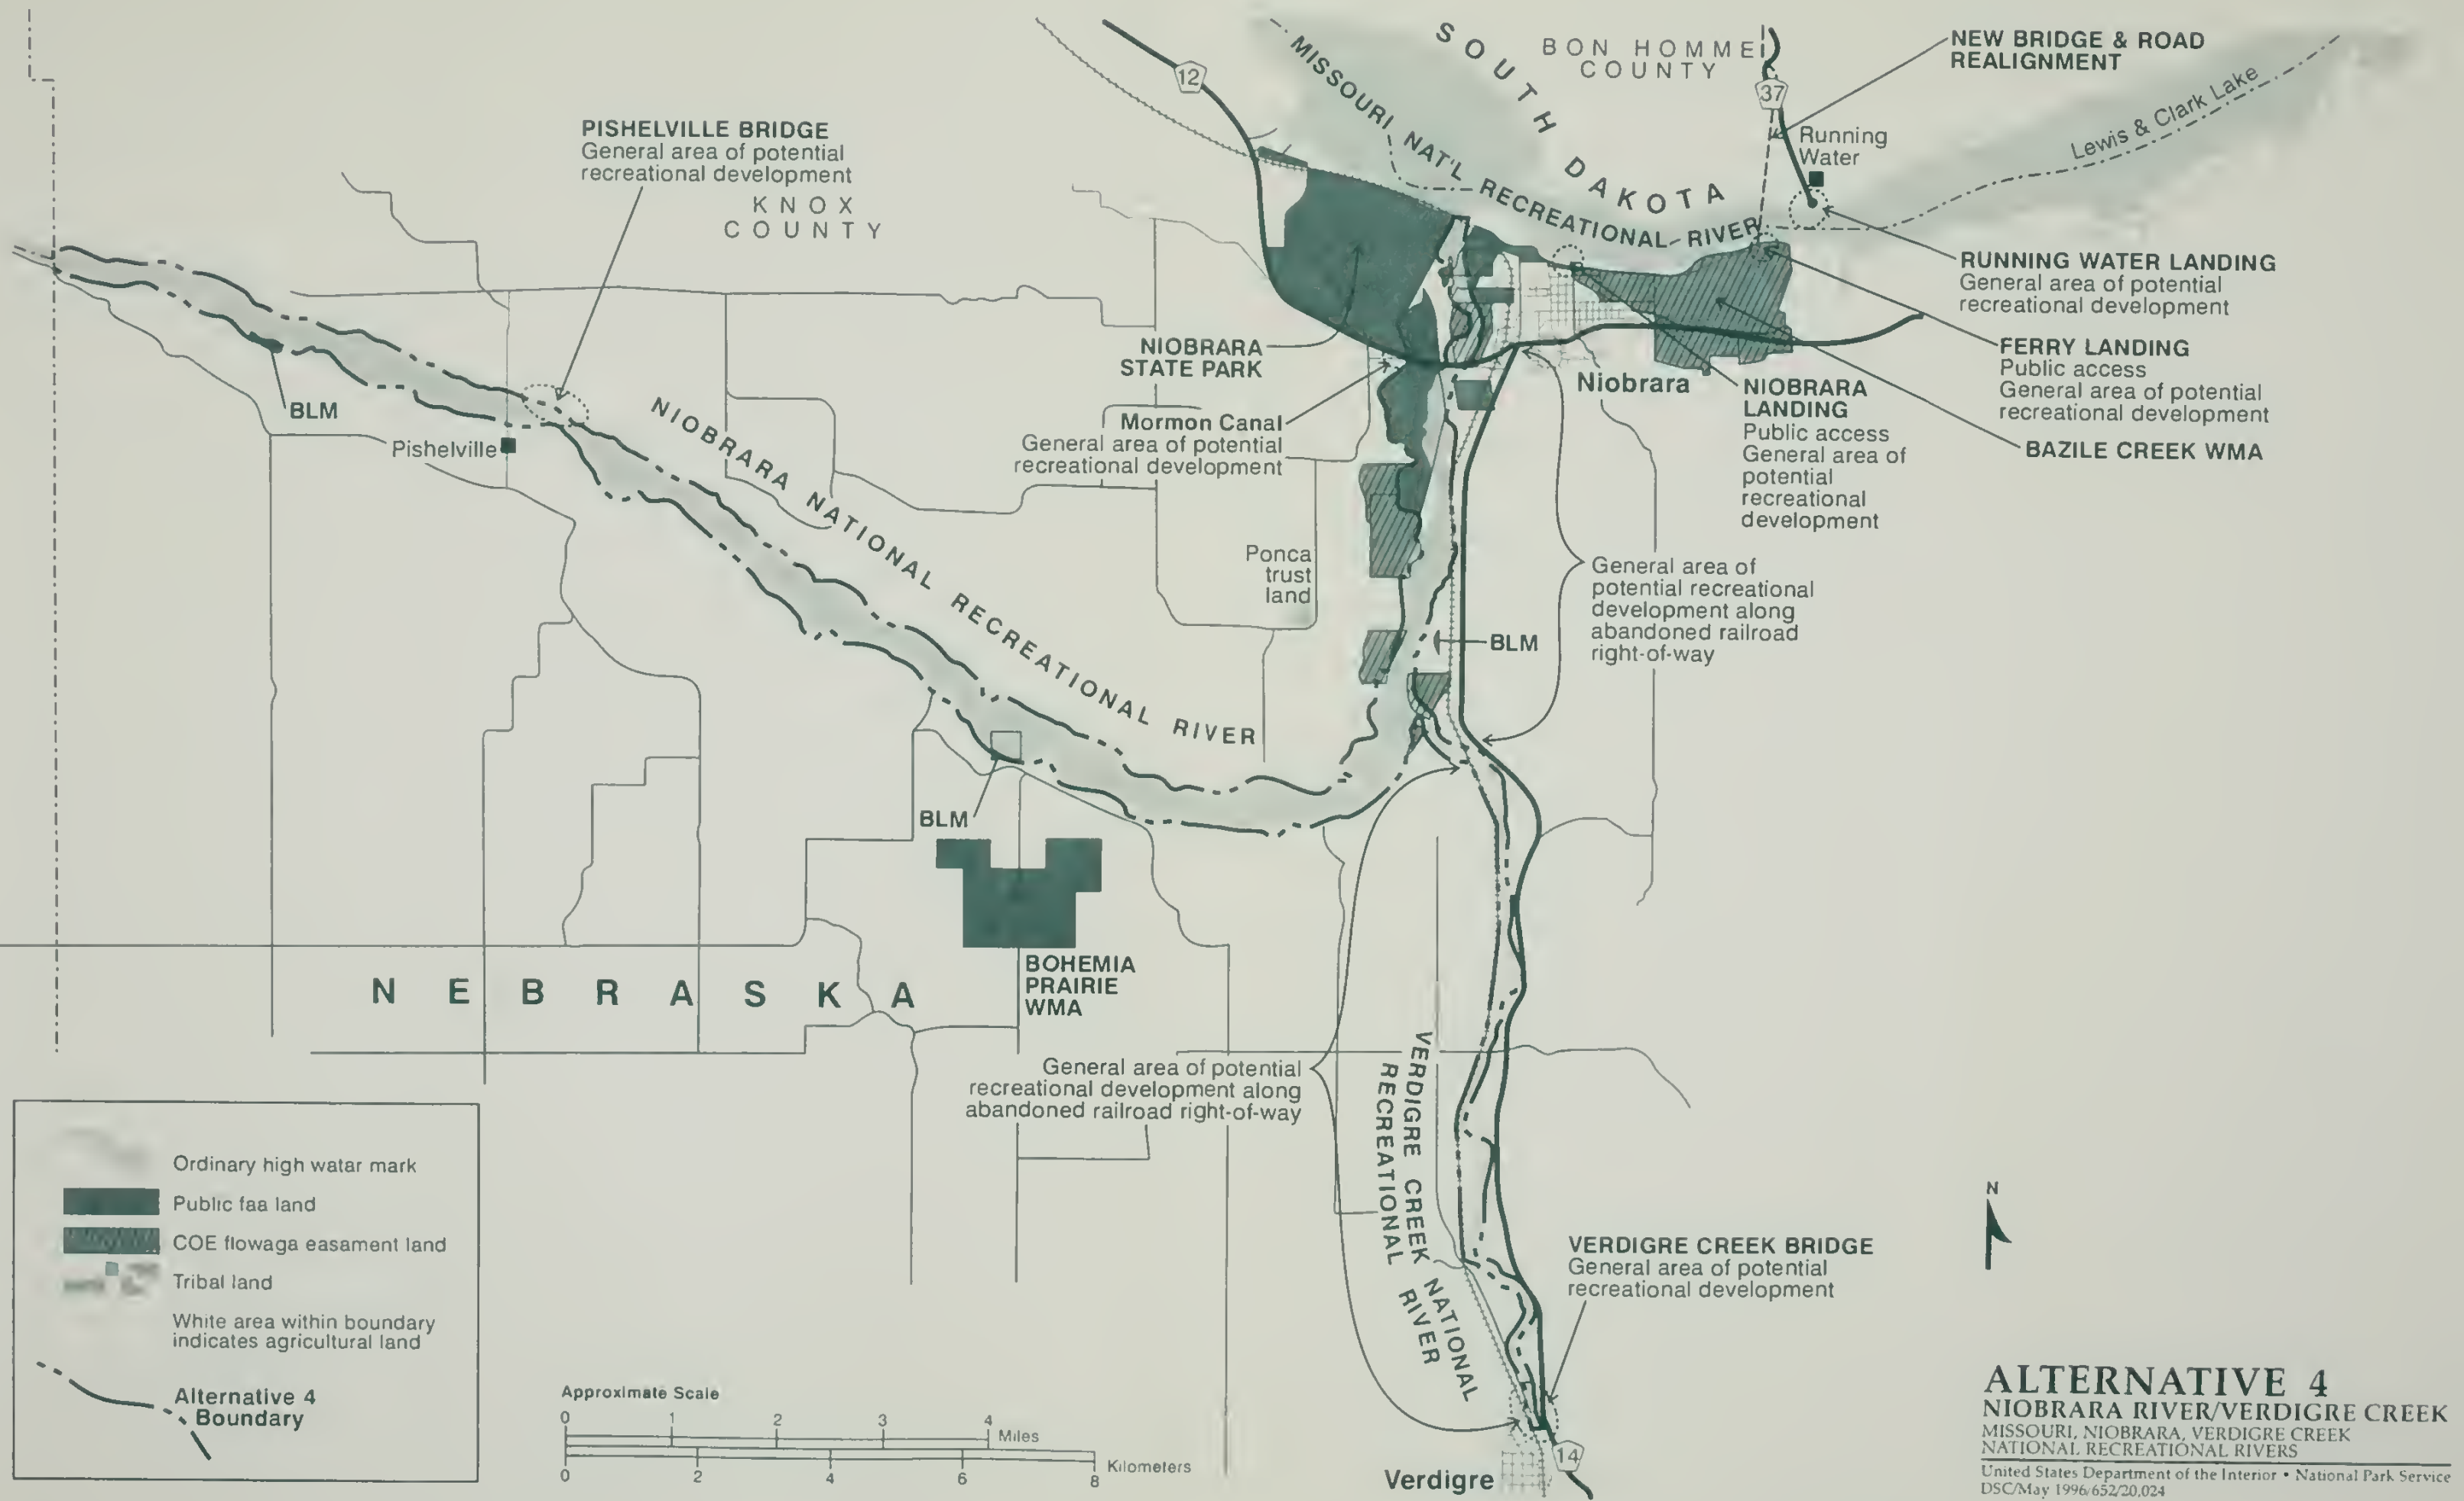 SOUTH DAKOTA
BON HOMME
COUNTY
NEW BRIDGE & ROAD
REALIGNMENT
12
37
MISSOURI NAT'L RECREATIONAL RIVER
Running
Water
Lewis & Clark Lake
PISHELVILLE BRIDGE
General area of potential
recreational development
KNOX
COUNTY
RUNNING WATER LANDING
General area of potential
recreational development
FERRY LANDING
Public access
General area of potential
recreational development
BAZILE CREEK WMA
NIOBRARA
STATE PARK
Niobrara
NIOBRARA
LANDING
Public access
General area of
potential
recreational
development
Mormon Canal
General area of potential
recreational development
BLM
Pishelville
NIOBRARA NATIONAL RECREATIONAL RIVER
Ponca
trust
land
General area of
potential recreational
development along
abandoned railroad
right-of-way
BLM
BLM
BOHEMIA
PRAIRIE
WMA
NEBRASKA
General area of potential
recreational development along
abandoned railroad right-of-way
VERDIGRE CREEK NATIONAL
RECREATIONAL RIVER
VERDIGRE CREEK BRIDGE
General area of potential
recreational development
14
Verdigre
N
Ordinary high watar mark
Public faa land
COE flowaga easament land
Tribal land
White area within boundary
indicates agricultural land
Alternative 4
Boundary
Approximate Scale
0 1 2 3 4
Miles
Kilometers
0 2 4 6 8
ALTERNATIVE 4
NIOBRARA RIVER/VERDIGRE CREEK
MISSOURI, NIOBRARA, VERDIGRE CREEK
NATIONAL RECREATIONAL RIVERS
United States Department of the Interior • National Park Service
DSC/May 1996/652/20,024